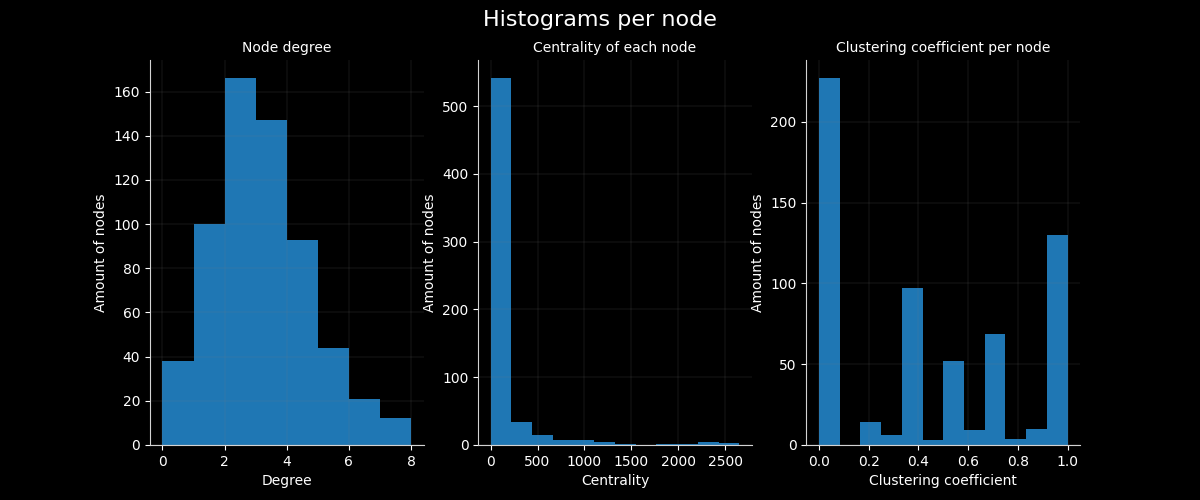 Histograms per node
Node degree
Amount of nodes
160
140
120
100
80
60
40
20
0
0 2 4 6 8
Degree
Centrality of each node
Amount of nodes
500
400
300
200
100
0
0 500 1000 1500 2000 2500
Centrality
Clustering coefficient per node
Amount of nodes
200
150
100
50
0
0.0 0.2 0.4 0.6 0.8 1.0
Clustering coefficient